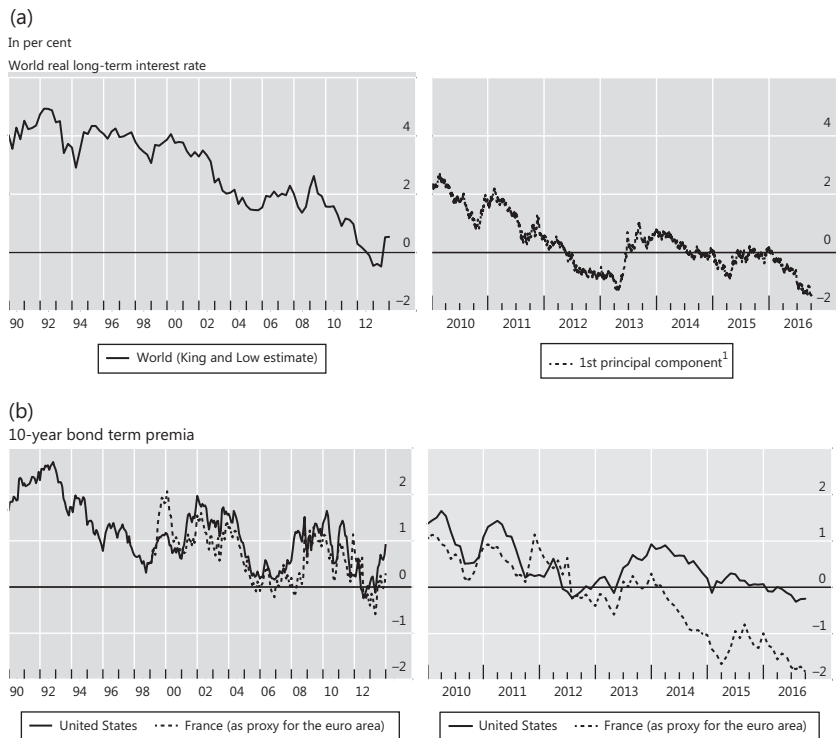 (a)
In per cent
World real long-term interest rate
4
2
0
−2
90 92 94 96 98 00 02 04 06 08 10 12
World (King and Low estimate)
4
2
0
−2
2010 2011 2012 2013 2014 2015 2016
1st principal component1
(b)
10-year bond term premia
2
1
0
−1
−2
90 92 94 96 98 00 02 04 06 08 10 12
United States France (as proxy for the euro area)
2
1
0
−1
−2
2010 2011 2012 2013 2014 2015 2016
United States France (as proxy for the euro area)